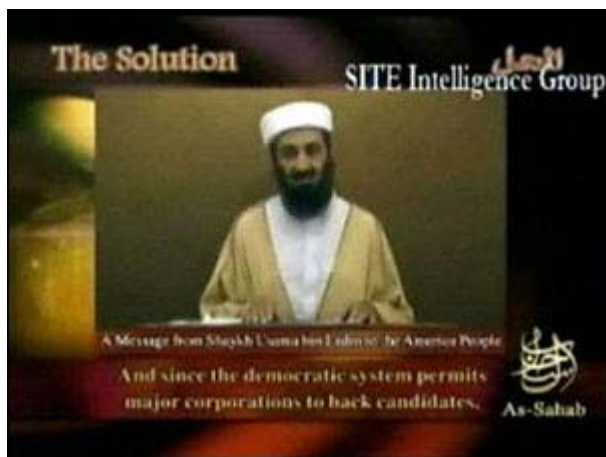 The Solution
SITE Intelligence Group
A Message from Shaykh Usama bin Ladin to the American People
And since the democratic system permits
major corporations to back candidates,
As-Sahab